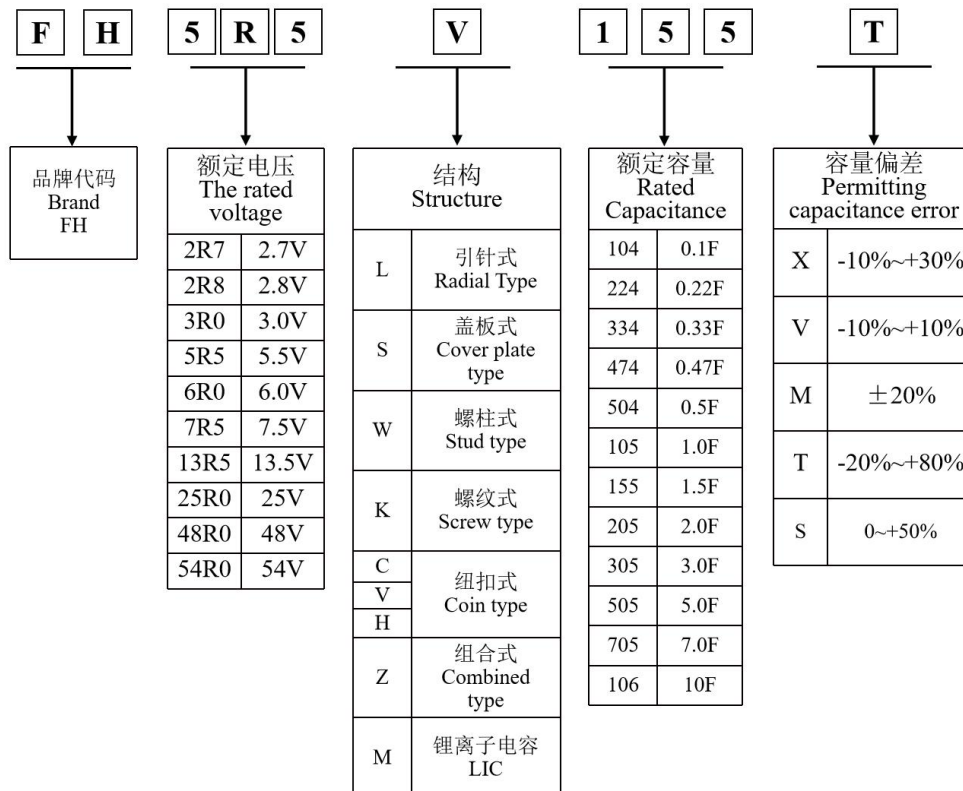 F H 5 R 5 V 1 5 5 T
品牌代码
Brand
FH
额定电压
The rated
voltage
2R7 2.7V
2R8 2.8V
3R0 3.0V
5R5 5.5V
6R0 6.0V
7R5 7.5V
13R5 13.5V
25R0 25V
48R0 48V
54R0 54V
结构
Structure
L
引针式
Radial Type
S
盖板式
Cover plate
type
W
螺柱式
Stud type
K
螺纹式
Screw type
C
V
H
纽扣式
Coin type
Z
组合式
Combined
type
M
锂离子电容
LIC
额定容量
Rated
Capacitance
104 0.1F
224 0.22F
334 0.33F
474 0.47F
504 0.5F
105 1.0F
155 1.5F
205 2.0F
305 3.0F
505 5.0F
705 7.0F
106 10F
容量偏差
Permitting
capacitance error
X -10%~+30%
V -10%~+10%
M ±20%
T -20%~+80%
S 0~+50%